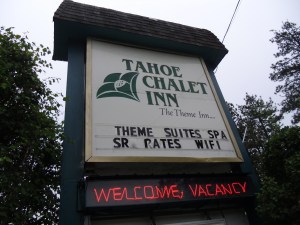 TAHOE
CHALET
INN
The Theme Inn...
THEME SUITES SPA
SR. RATES WIFI
WELCOME, VACANCY